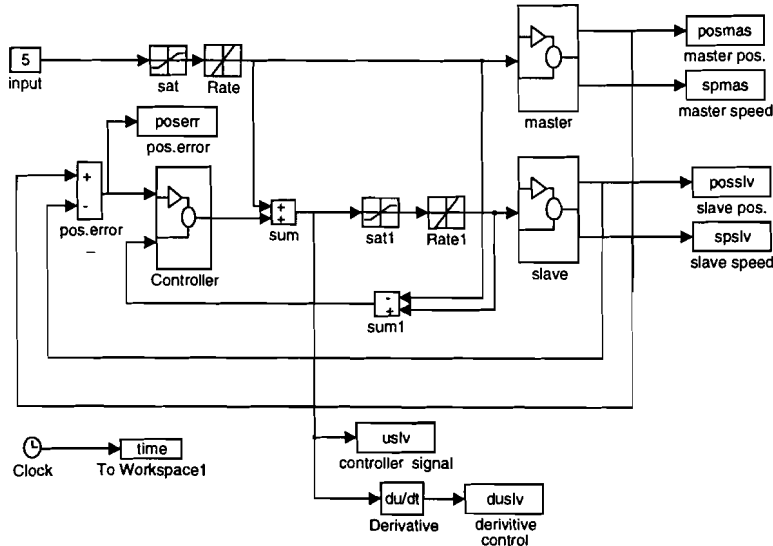 5
input
sat
Rate
master
posmas
master pos.
spmas
master speed
poserr
pos.error
+
-
pos.error
-
Controller
+
+
sum
sat1
Rate1
slave
posslv
slave pos.
spslv
slave speed
-
+
sum1
Clock
time
To Workspace1
uslv
controller signal
du/dt
Derivative
duslv
derivitive
control